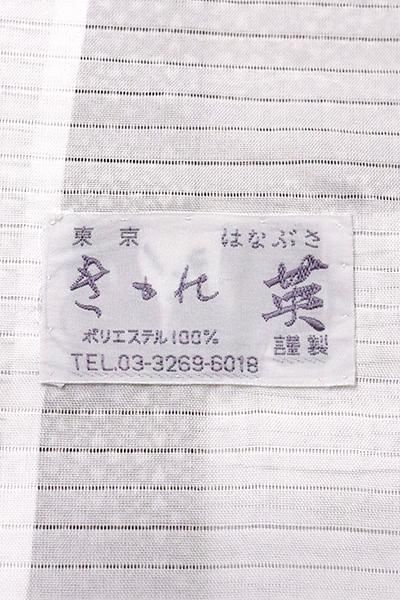 東京 はなぶさ
きもの 英
ポリエステル100% 謹製
TEL.03-3269-6018